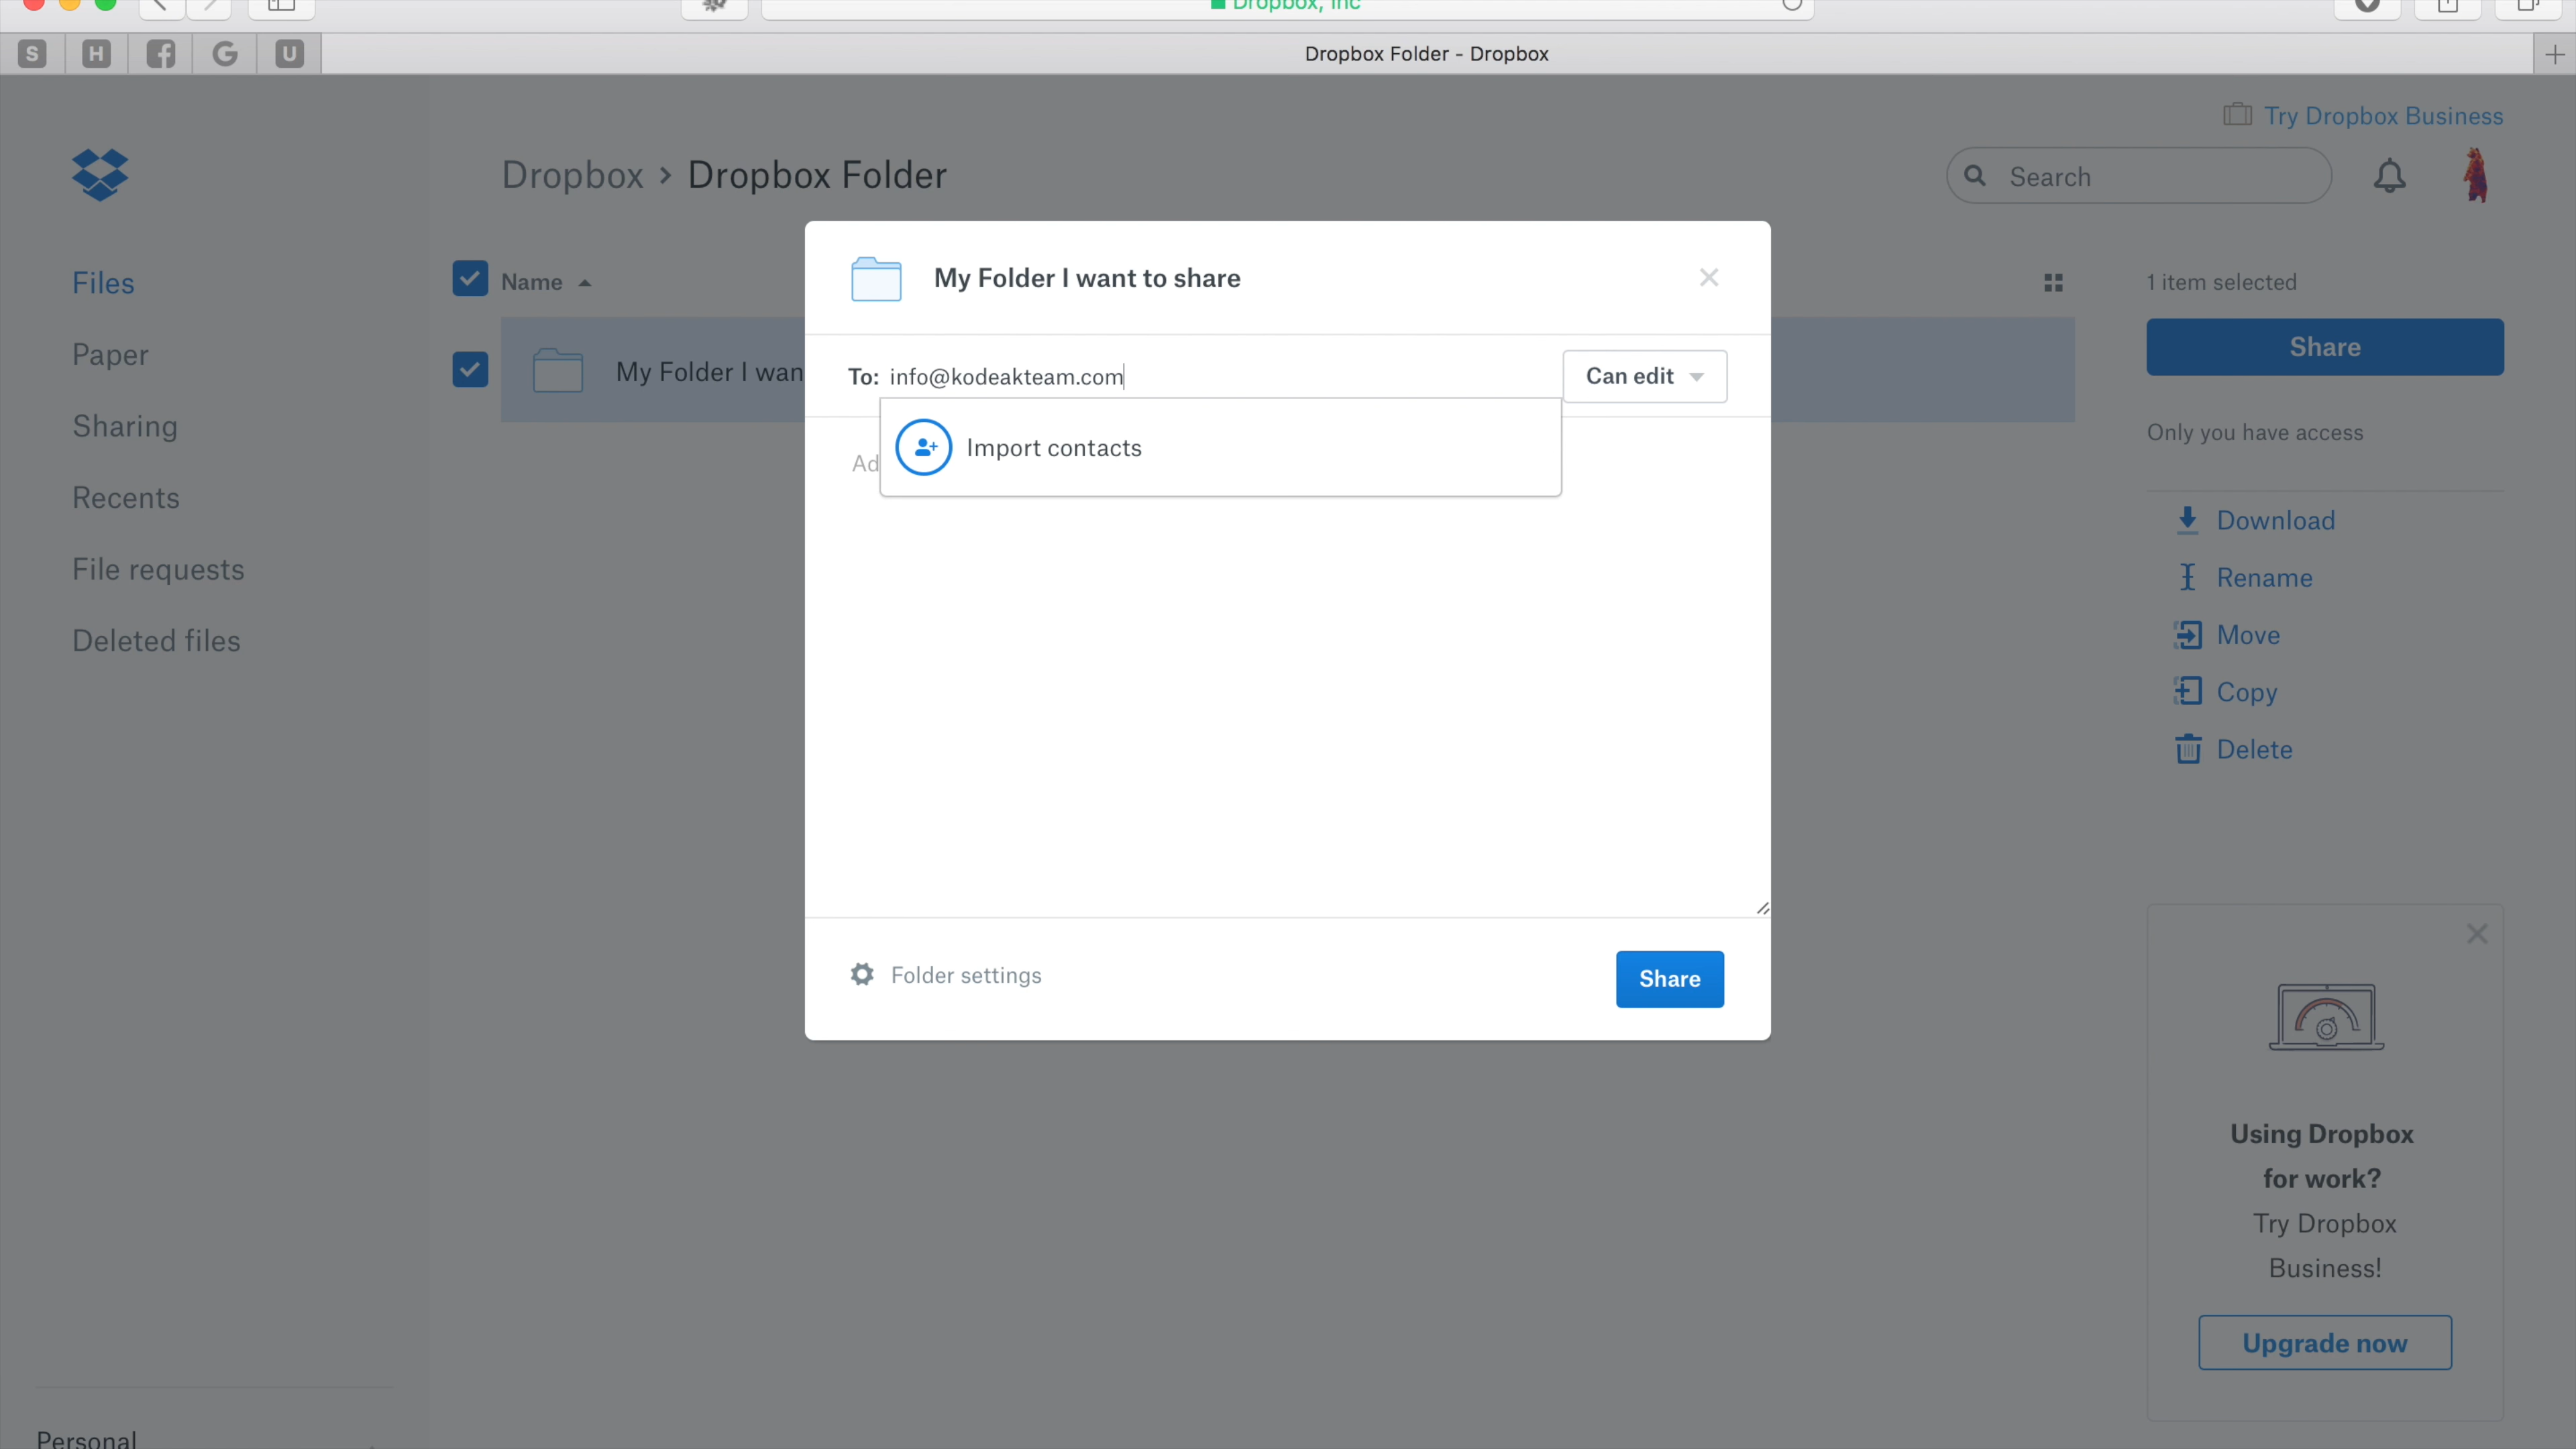 Dropbox, Inc
S H G U
Dropbox Folder - Dropbox
Try Dropbox Business
Dropbox > Dropbox Folder
Search
Files
Paper
Sharing
Recents
File requests
Deleted files
Personal
Name
My Folder I wan
My Folder I want to share
To: info@kodeakteam.com
Can edit
Import contacts
Ad
Folder settings
Share
1 item selected
Share
Only you have access
Download
Rename
Move
Copy
Delete
Using Dropbox
for work?
Try Dropbox
Business!
Upgrade now